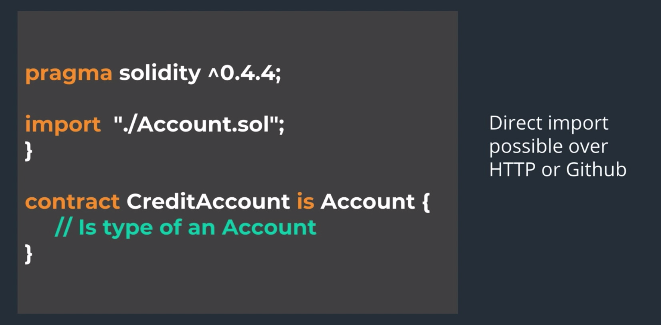 pragma solidity ^0.4.4;
import "./Account.sol";
}
contract CreditAccount is Account {
// Is type of an Account
}
Direct import
possible over
HTTP or Github